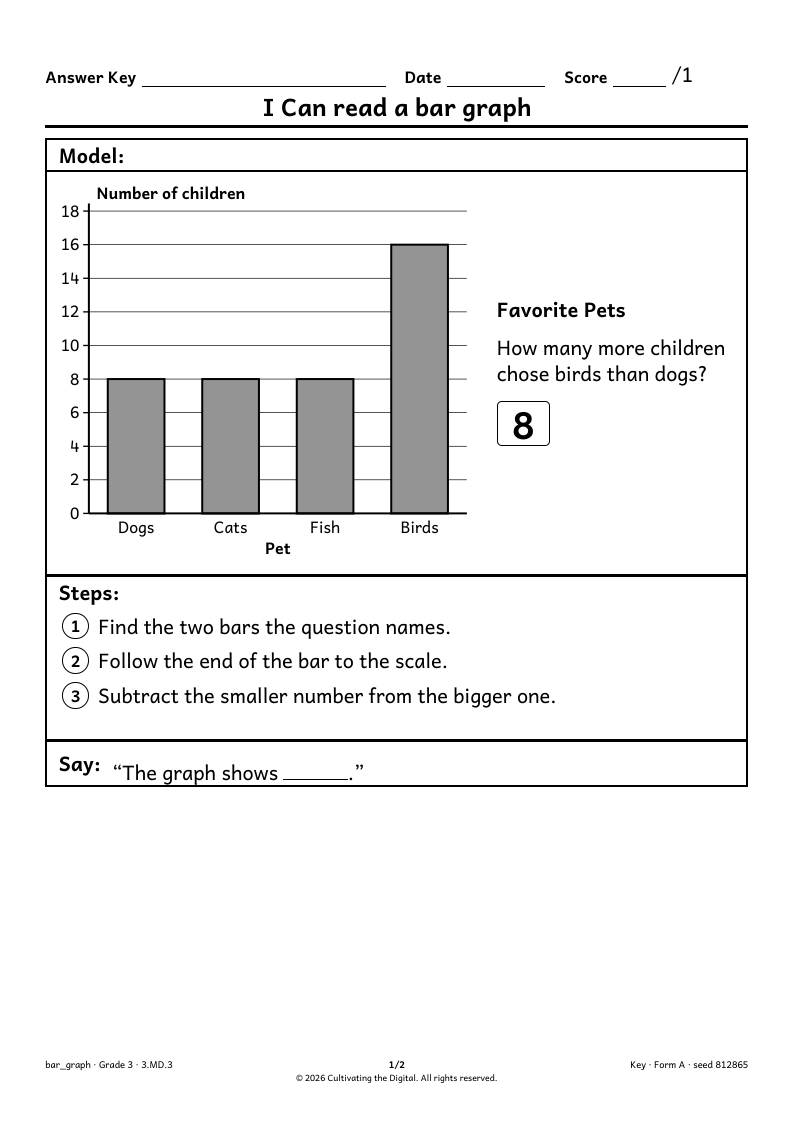 Answer Key ______ Date ______ Score ______ /1
I Can read a bar graph
Model:
Number of children
18
16
14
12
10
8
6
4
2
0
Dogs Cats Fish Birds
Pet
Favorite Pets
How many more children
chose birds than dogs?
8
Steps:
1 Find the two bars the question names.
2 Follow the end of the bar to the scale.
3 Subtract the smaller number from the bigger one.
Say: “The graph shows ______.”
bar_graph · Grade 3 · 3.MD.3 1/2 Key · Form A · seed 812865
© 2026 Cultivating the Digital. All rights reserved.